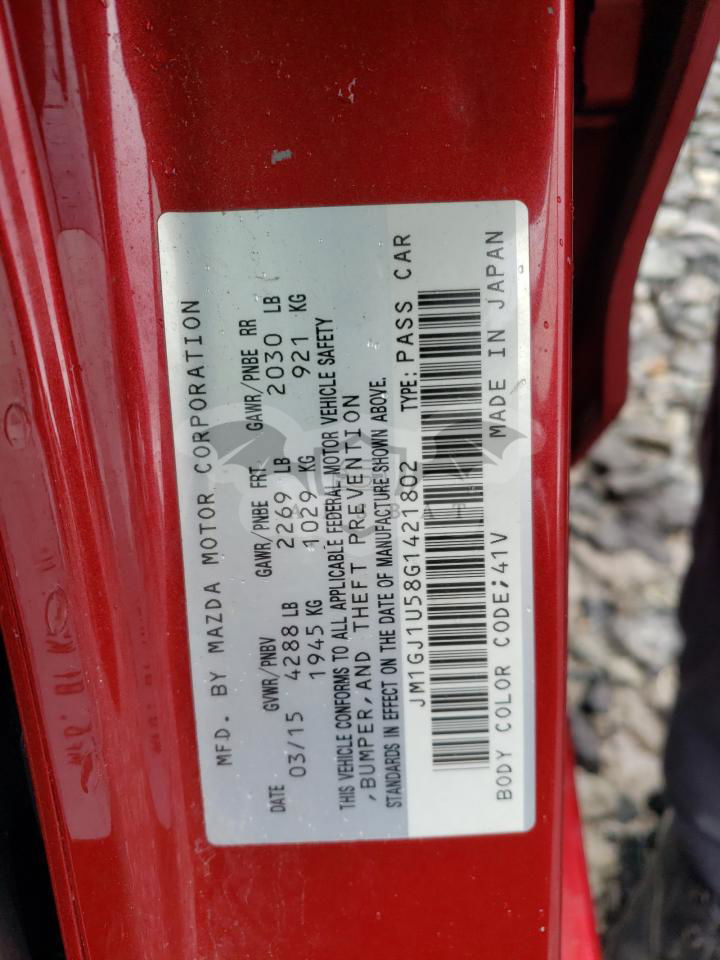 MFD. BY MAZDA MOTOR CORPORATION
DATE GVWR/PNBV GAWR/PNBE FRT GAWR/PNBE RR
03/15 4288 LB 2269 LB 2030 LB
1945 KG 1029 KG 921 KG
THIS VEHICLE CONFORMS TO ALL APPLICABLE FEDERAL MOTOR VEHICLE SAFETY
,BUMPER,AND THEFT PREVENTION
STANDARDS IN EFFECT ON THE DATE OF MANUFACTURE SHOWN ABOVE.
JM1GJ1U58G1421802 TYPE: PASS CAR
BODY COLOR CODE;41V MADE IN JAPAN